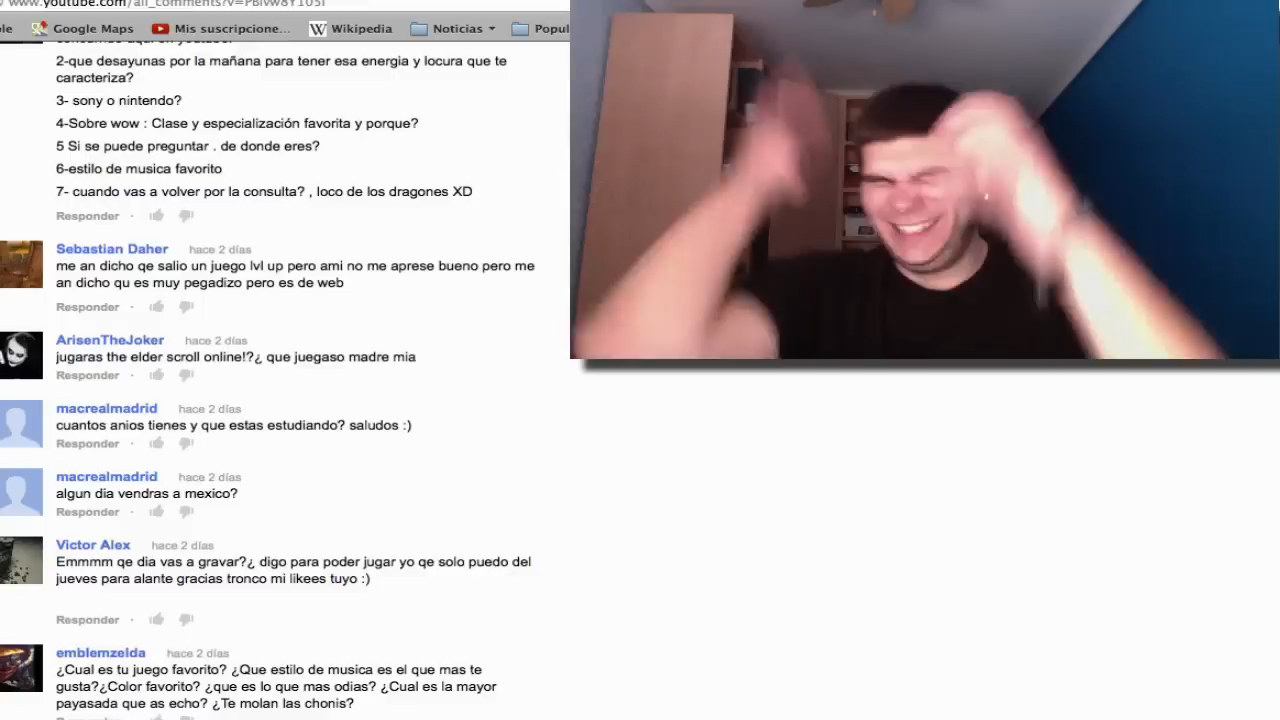 www.youtube.com/all_comments?v=PBivw8Y1U5I
Google Maps
Mis suscripcione...
Wikipedia
Noticias
Popul
2-que desayunas por la mañana para tener esa energia y locura que te
caracteriza?
3- sony o nintendo?
4-Sobre wow : Clase y especialización favorita y porque?
5 Si se puede preguntar . de donde eres?
6-estilo de musica favorito
7- cuando vas a volver por la consulta? , loco de los dragones XD
Responder ·
Sebastian Daher hace 2 días
me an dicho qe salio un juego lvl up pero ami no me aprese bueno pero me
an dicho qu es muy pegadizo pero es de web
Responder ·
ArisenTheJoker hace 2 días
jugaras the elder scroll online!?¿ que juegaso madre mia
Responder ·
macrealmadrid hace 2 días
cuantos anios tienes y que estas estudiando? saludos :)
Responder ·
macrealmadrid hace 2 días
algun dia vendras a mexico?
Responder ·
Victor Alex hace 2 días
Emmmm qe dia vas a gravar?¿ digo para poder jugar yo qe solo puedo del
jueves para alante gracias tronco mi likees tuyo :)
Responder ·
emblemzelda hace 2 días
¿Cual es tu juego favorito? ¿Que estilo de musica es el que mas te
gusta?¿Color favorito? ¿que es lo que mas odias? ¿Cual es la mayor
payasada que as echo? ¿Te molan las chonis?